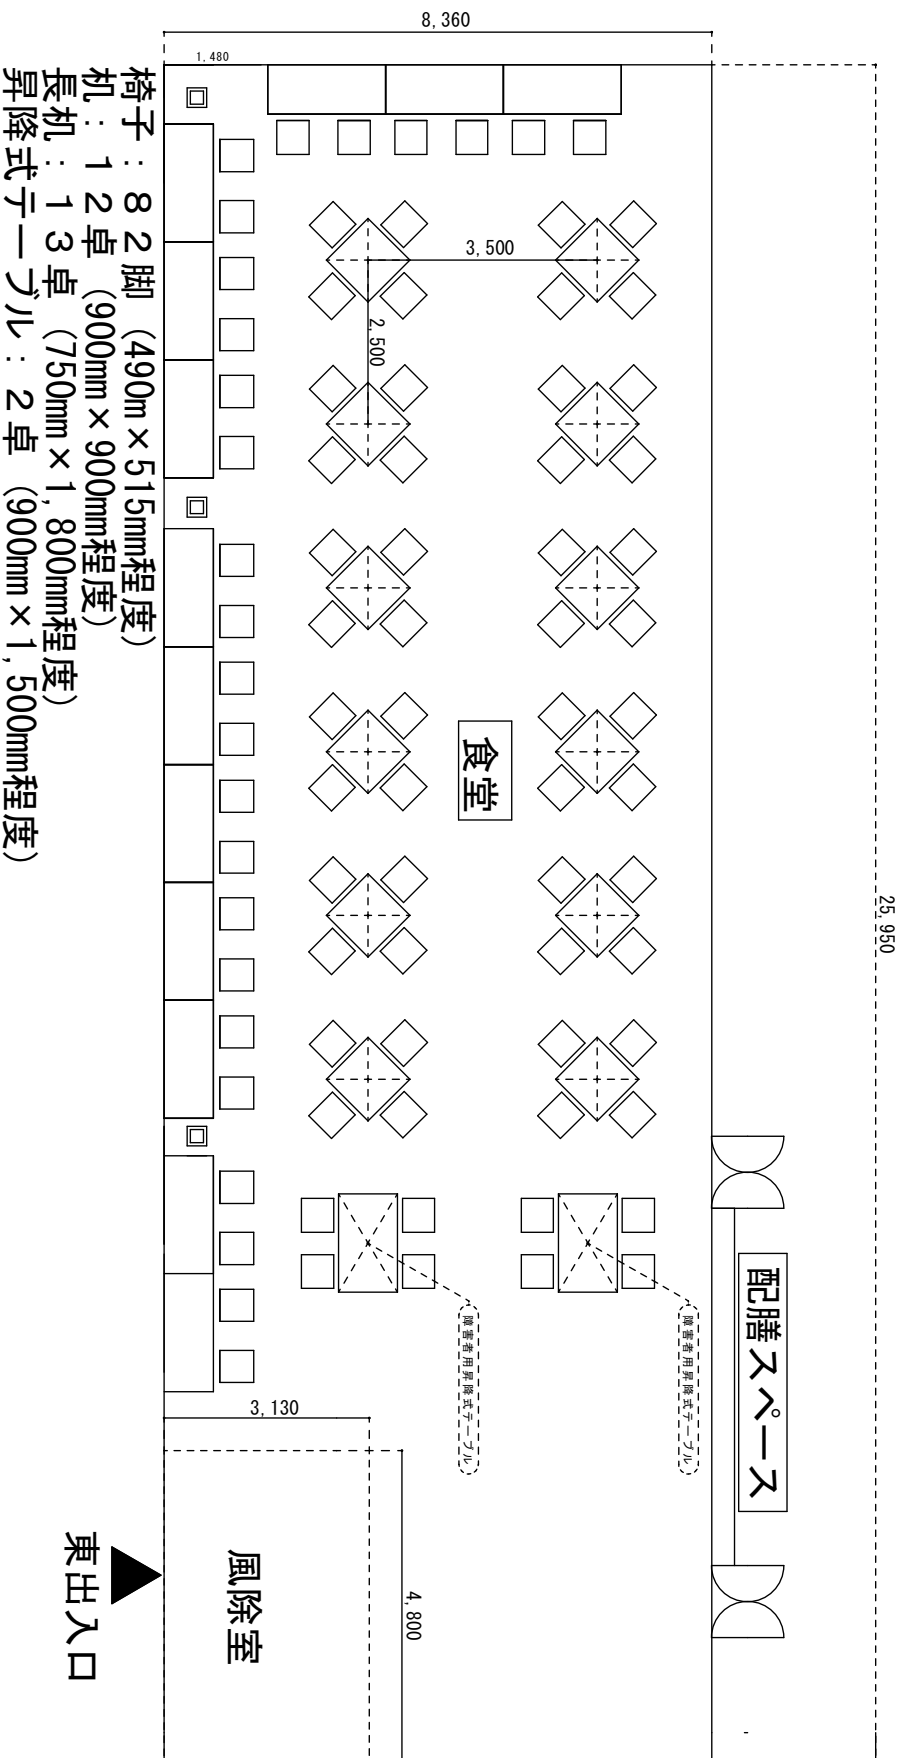 8,360
1,480
椅子：８２脚（490m×515mm程度）
机：１２卓（900mm×900mm程度）
長机：１３卓（750mm×1,800mm程度）
昇降式テーブル：２卓（900mm×1,500mm程度）
3,500
2,500
食堂
25,950
配膳スペース
障害者用昇降式テーブル
障害者用昇降式テーブル
3,130
4,800
風除室
東出入口